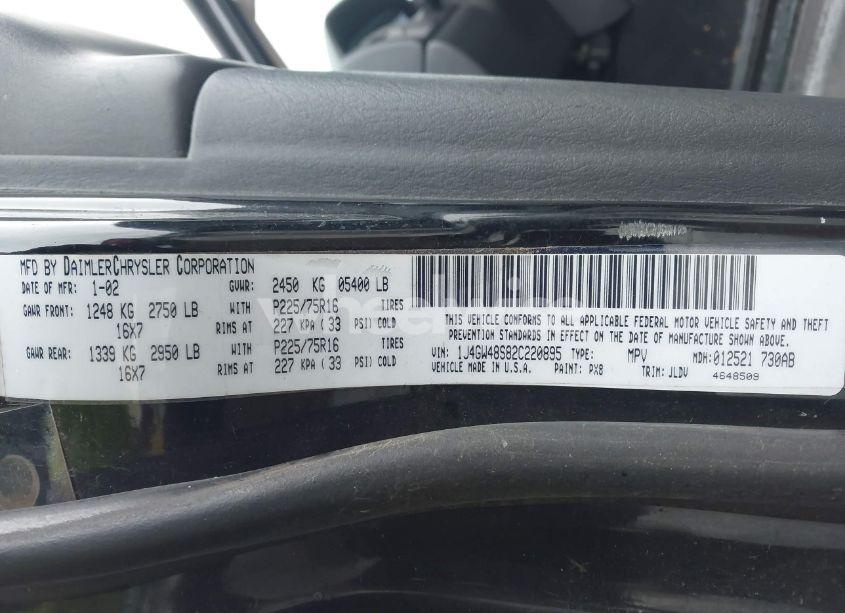 MFD BY DAIMLERCHRYSLER CORPORATION
DATE OF MFR: 1-02 GVWR: 2450 KG 05400 LB
GAWR FRONT: 1248 KG 2750 LB WITH P225/75R16 TIRES
16X7 RIMS AT 227 KPA ( 33 PSI) COLD
GAWR REAR: 1339 KG 2950 LB WITH P225/75R16 TIRES
16X7 RIMS AT 227 KPA ( 33 PSI) COLD
THIS VEHICLE CONFORMS TO ALL APPLICABLE FEDERAL MOTOR VEHICLE SAFETY AND THEFT
PREVENTION STANDARDS IN EFFECT ON THE DATE OF MANUFACTURE SHOWN ABOVE.
VIN: 1J4GW48S82C220895 TYPE: MPV MDH: 012521 730AB
VEHICLE MADE IN U.S.A. PAINT: PX8 TRIM: JLDV 4648509